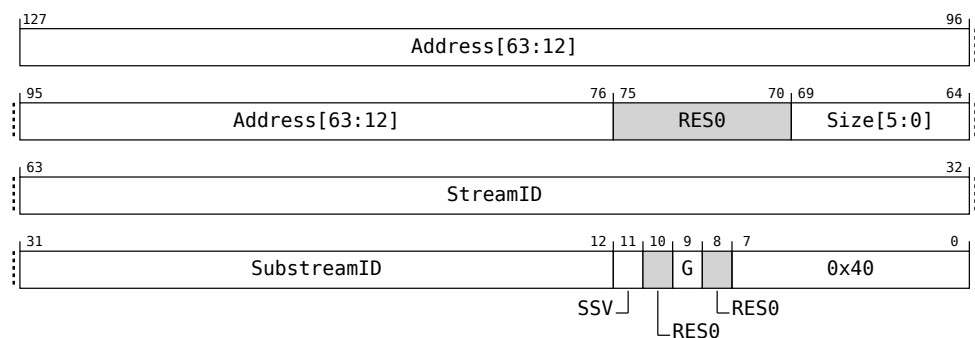 127 96
Address[63:12]
95 76 75 70 69 64
Address[63:12] RES0 Size[5:0]
63 32
StreamID
31 12 11 10 9 8 7 0
SubstreamID G 0x40
SSV RES0
RES0